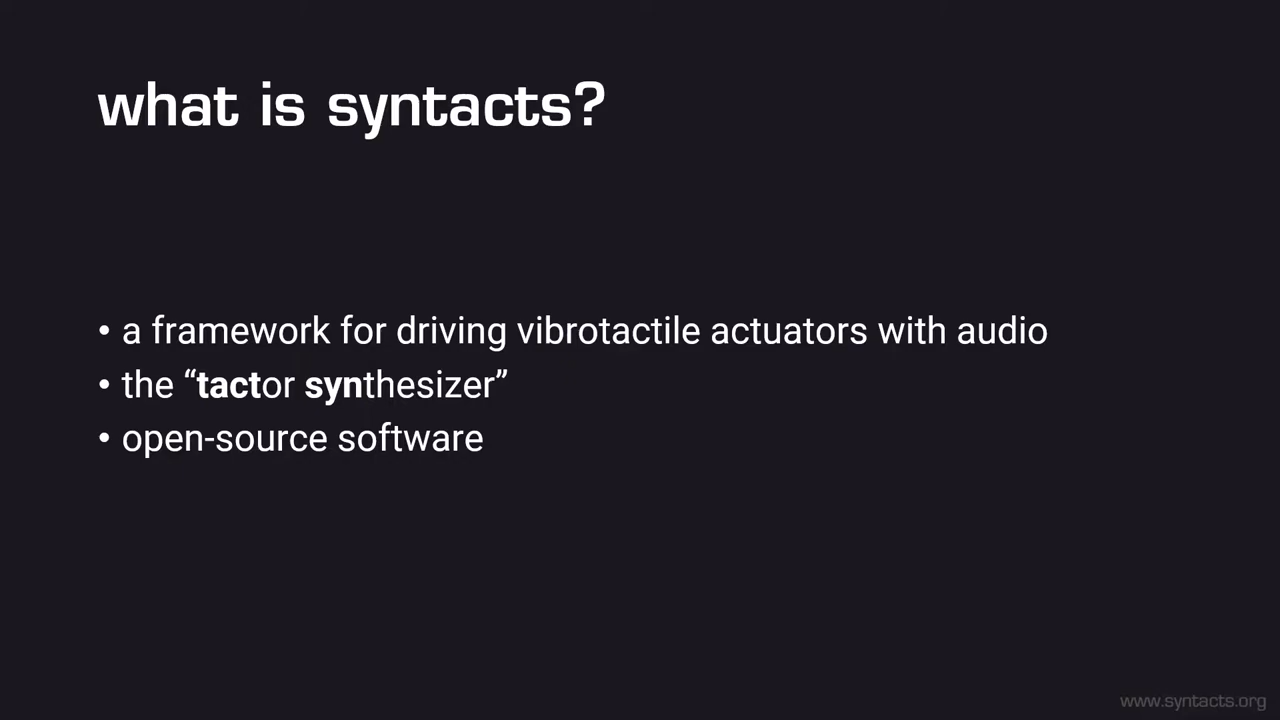 what is syntacts?
• a framework for driving vibrotactile actuators with audio
• the “tactor synthesizer”
• open-source software
www.syntacts.org